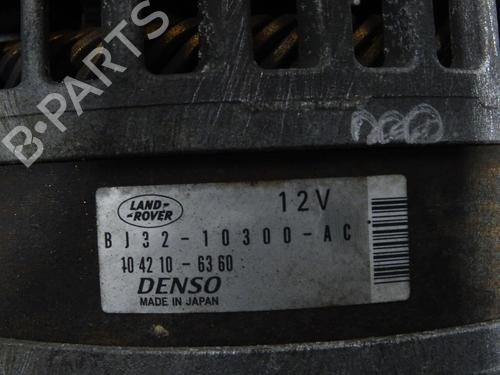 B-PARTS
LAND-
-ROVER
12V
BJ32-10300-AC
104210-6360
DENSO
MADE IN JAPAN